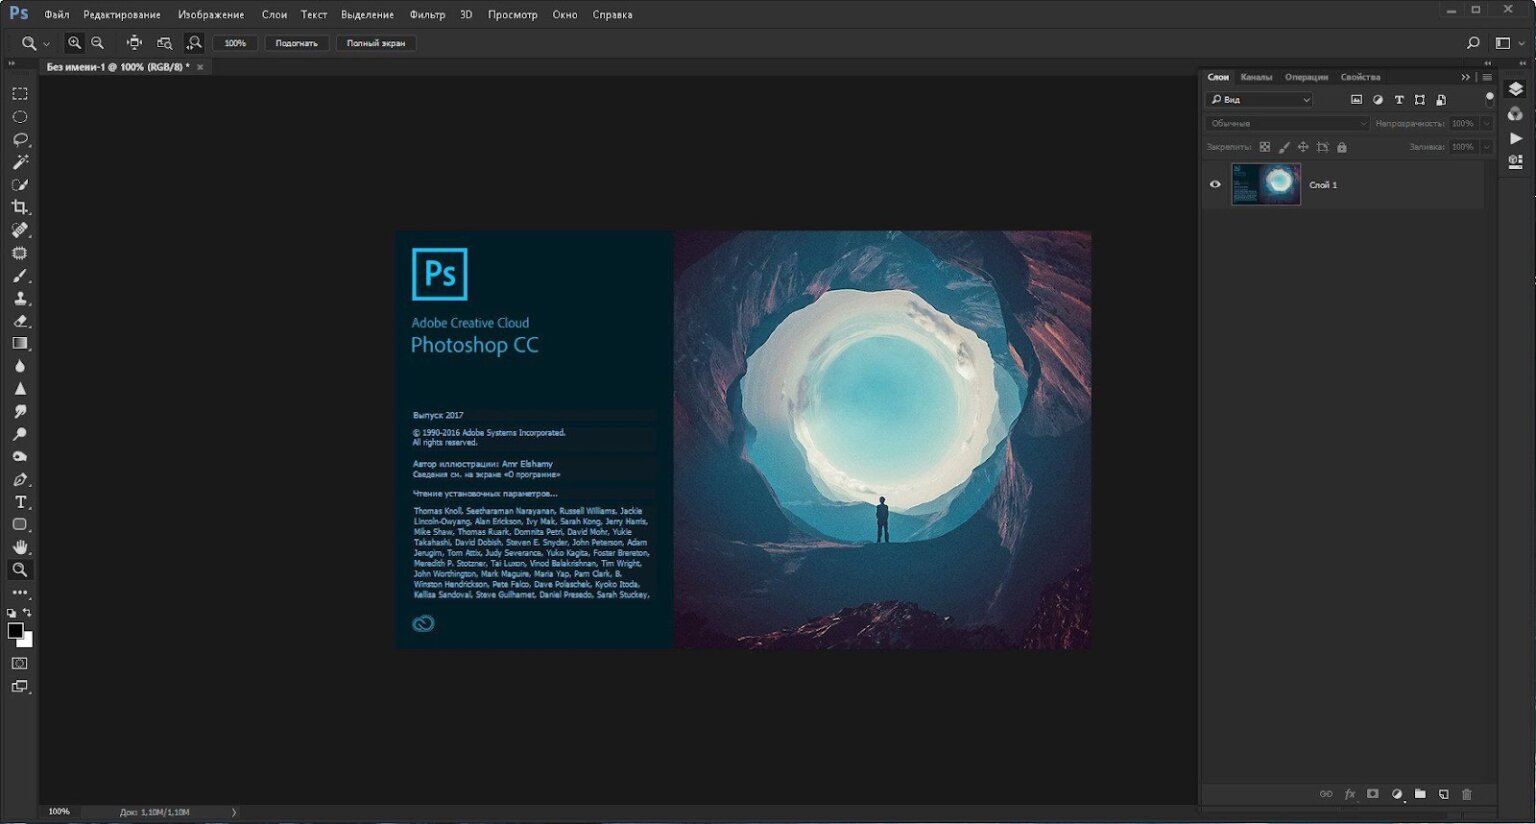 Ps Файл Редактирование Изображение Слои Текст Выделение Фильтр 3D Просмотр Окно Справка
100% Подогнать Полный экран
Без имени-1 @ 100% (RGB/8) *
Слои Каналы Операции Свойства
Вид
Обычные Непрозрачность: 100%
Закрепить: Заливка: 100%
Слой 1
Ps
Adobe Creative Cloud
Photoshop CC
Выпуск 2017
© 1990-2016 Adobe Systems Incorporated.
All rights reserved.
Автор иллюстрации: Amr Elshamy
Сведения см. на экране «О программе»
Чтение установочных параметров...
Thomas Knoll, Seetharaman Narayanan, Russell Williams, Jackie
Lincoln-Owyang, Alan Erickson, Ivy Mak, Sarah Kong, Jerry Harris,
Mike Shaw, Thomas Ruark, Domnita Petri, David Mohr, Yukie
Takahashi, David Dobish, Steven E. Snyder, John Peterson, Adam
Jerugim, Tom Attix, Judy Severance, Yuko Kagita, Foster Brereton,
Meredith P. Stotzner, Tai Luxon, Vinod Balakrishnan, Tim Wright,
John Worthington, Mark Maguire, Maria Yap, Pam Clark, B.
Winston Hendrickson, Pete Falco, Dave Polaschek, Kyoko Itoda,
Kellisa Sandoval, Steve Guilhamet, Daniel Presedo, Sarah Stuckey,
T
fx
100% Док: 1,10M/1,10M